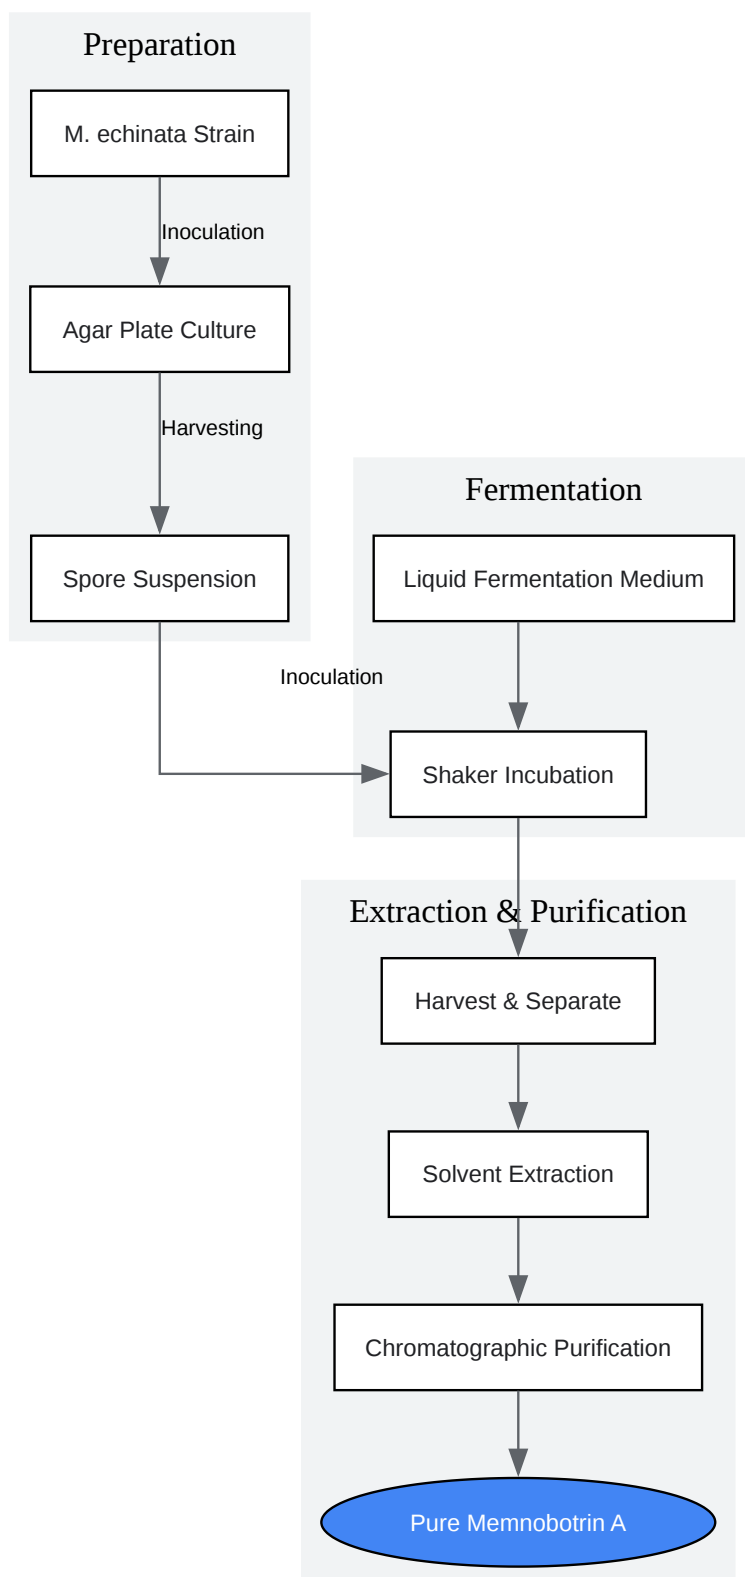 Preparation
M. echinata Strain
Inoculation
Agar Plate Culture
Harvesting
Spore Suspension
Fermentation
Liquid Fermentation Medium
Inoculation
Shaker Incubation
Extraction & Purification
Harvest & Separate
Solvent Extraction
Chromatographic Purification
Pure Memnobotrin A